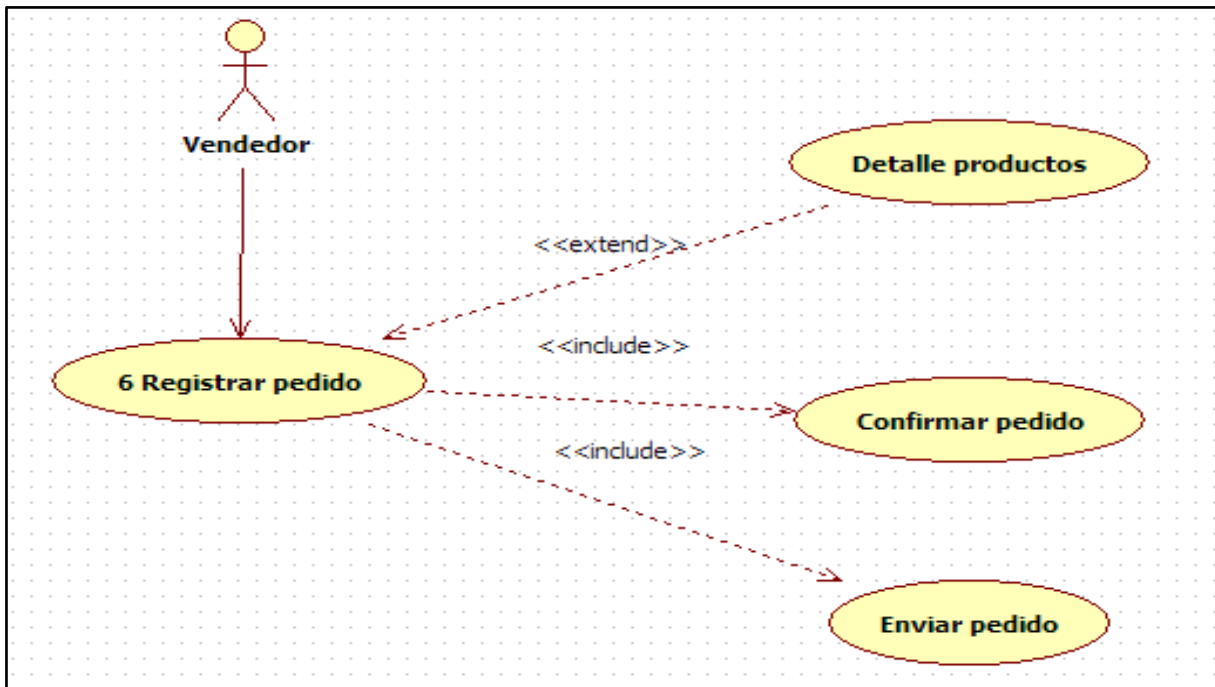 Vendedor
Detalle productos
<<extend>>
<<include>>
6 Registrar pedido
Confirmar pedido
<<include>>
Enviar pedido